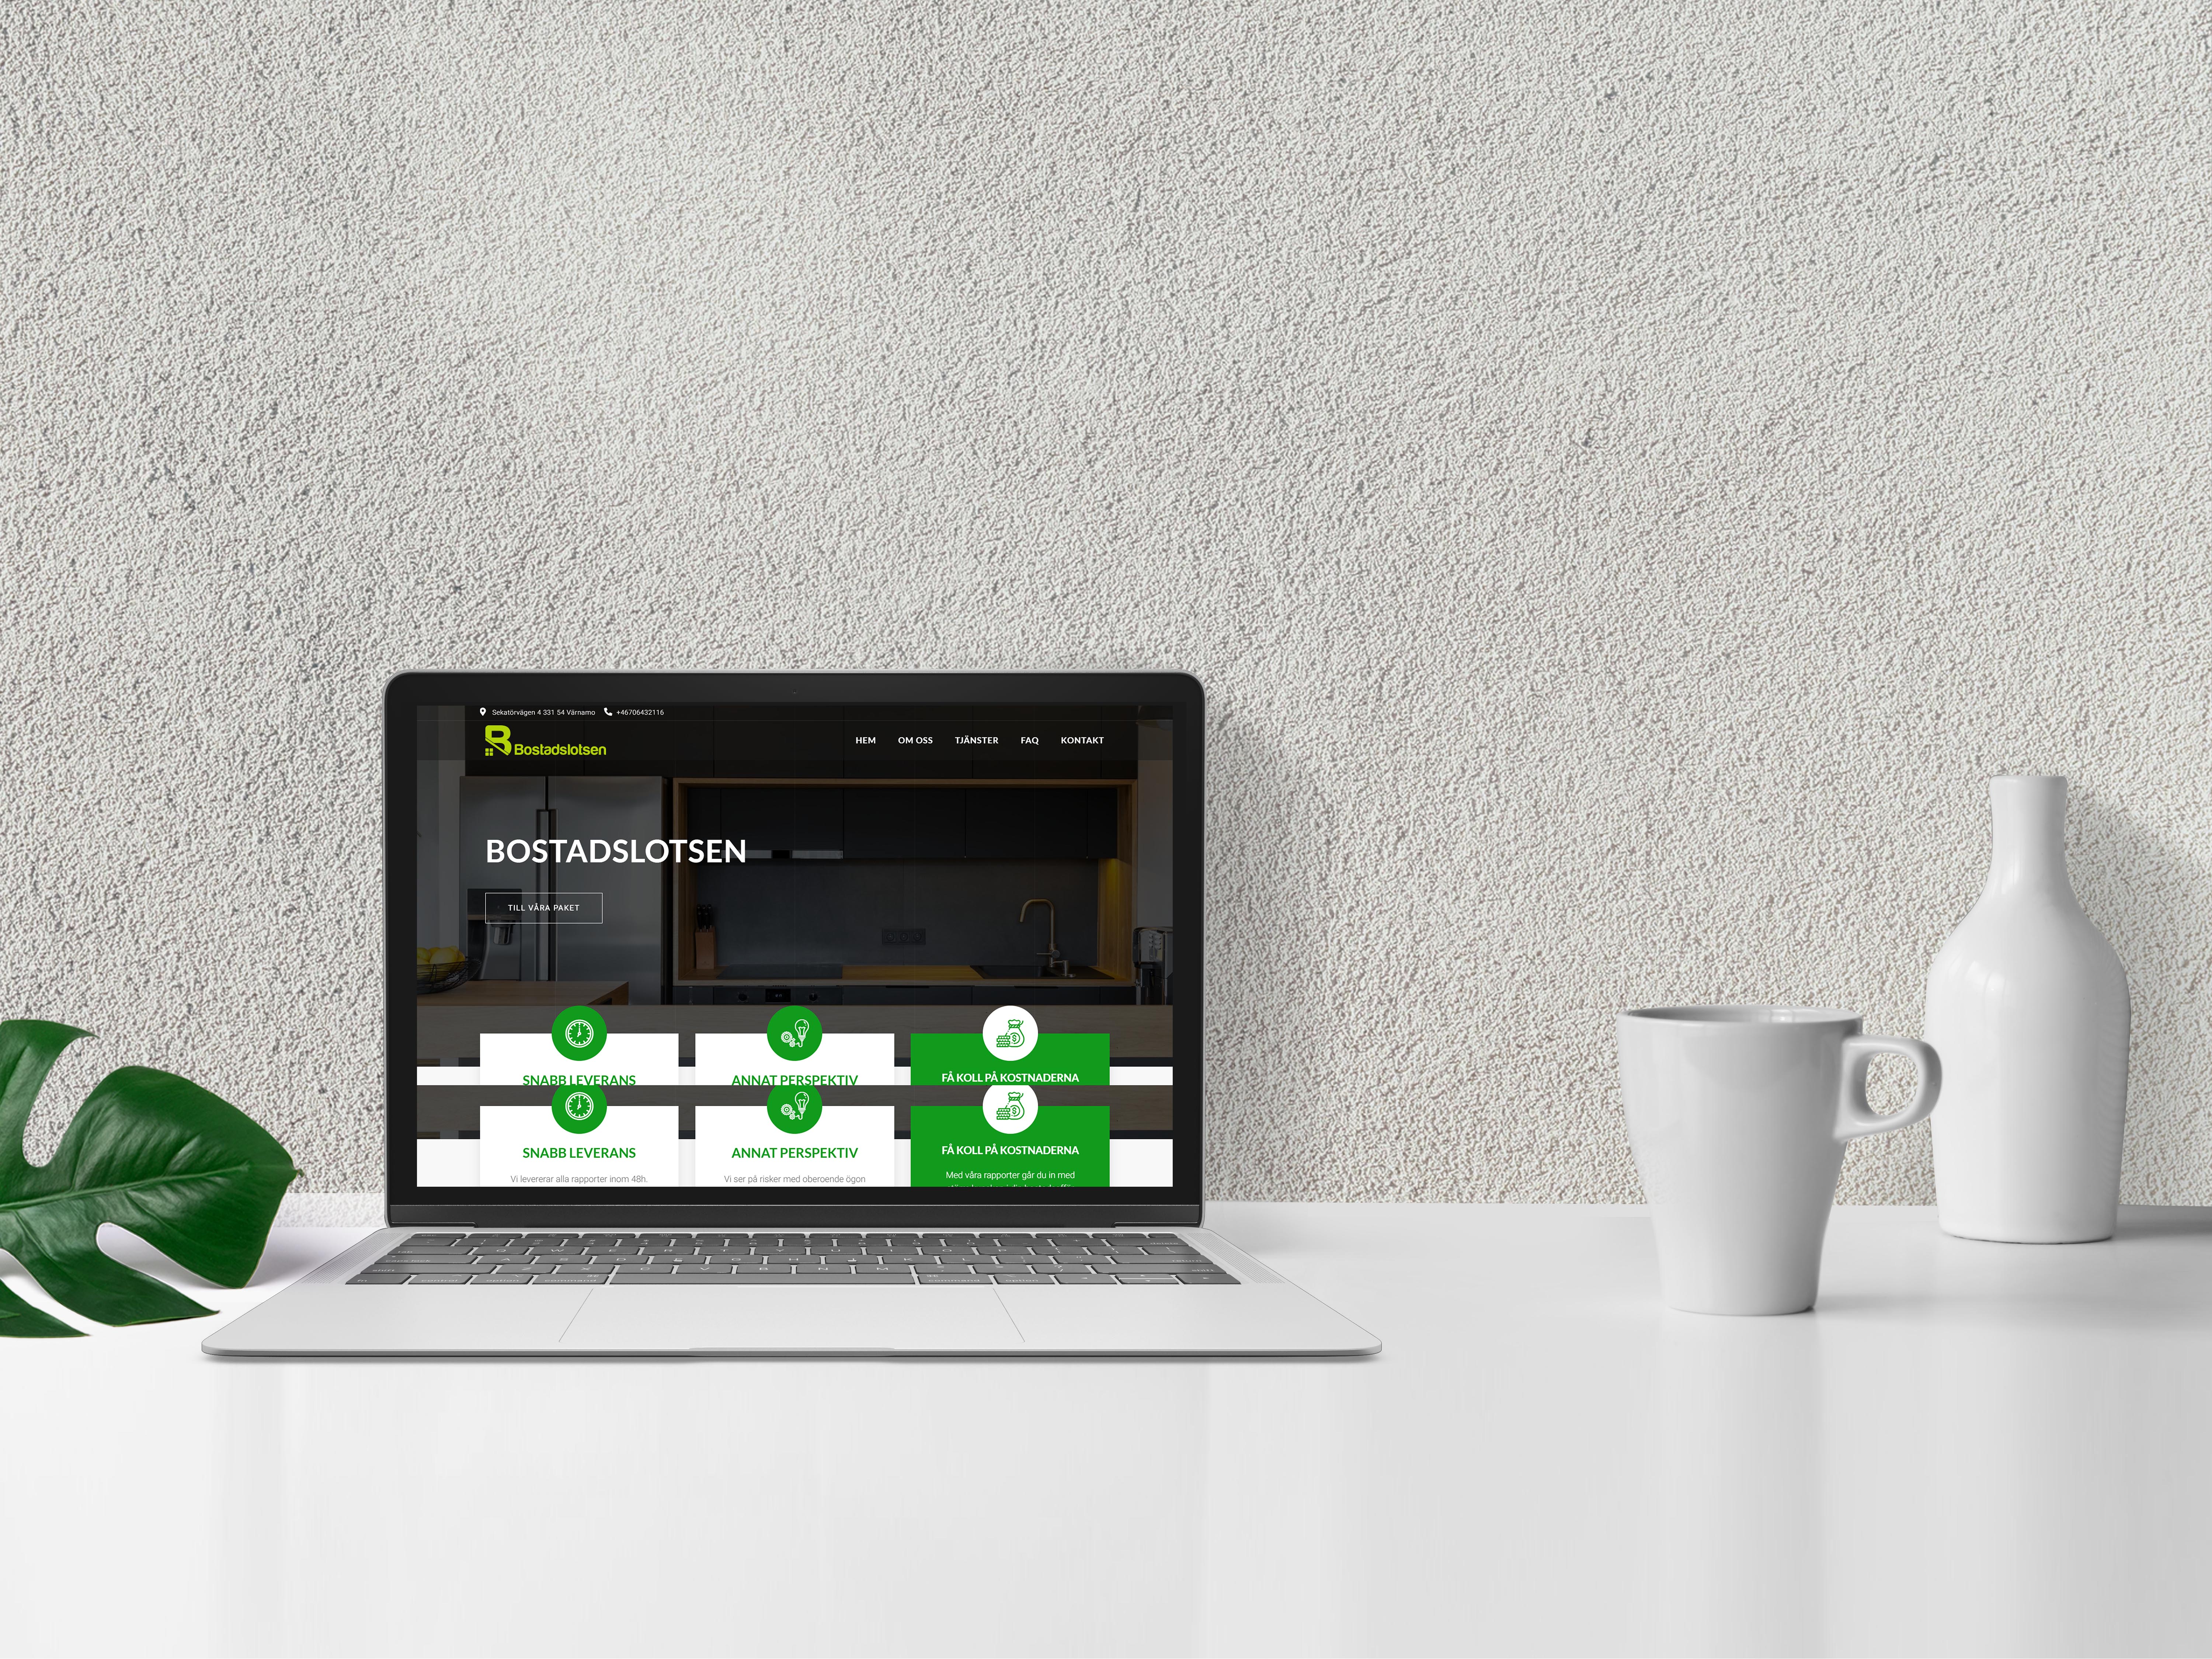 Sekatörvägen 4 331 54 Värnamo +46706432116
Bostadslotsen
HEM OM OSS TJÄNSTER FAQ KONTAKT
BOSTADSLOTSEN
TILL VÅRA PAKET
SNABB LEVERANS ANNAT PERSPEKTIV FÅ KOLL PÅ KOSTNADERNA
SNABB LEVERANS ANNAT PERSPEKTIV FÅ KOLL PÅ KOSTNADERNA
Vi levererar alla rapporter inom 48h. Vi ser på risker med oberoende ögon Med våra rapporter går du in med